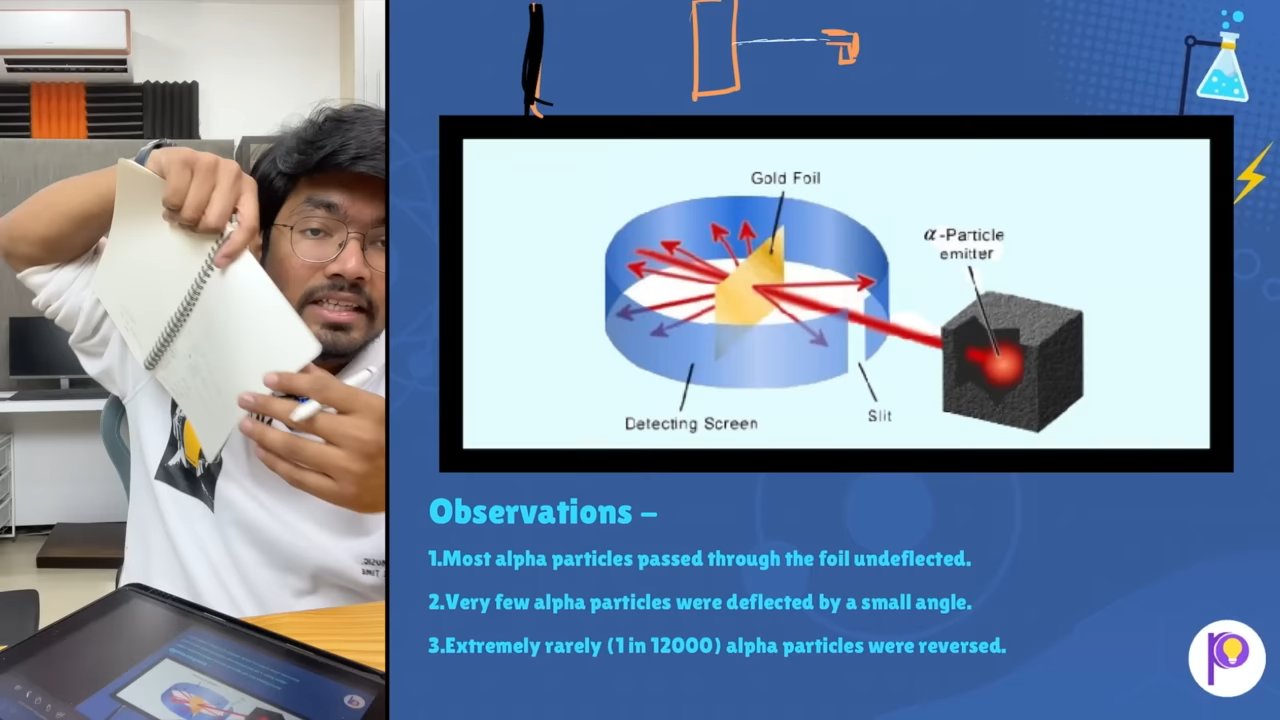 Gold Foil
α-Particle
emitter
Slit
Detecting Screen
Observations –
1.Most alpha particles passed through the foil undeflected.
2.Very few alpha particles were deflected by a small angle.
3.Extremely rarely (1 in 12000) alpha particles were reversed.